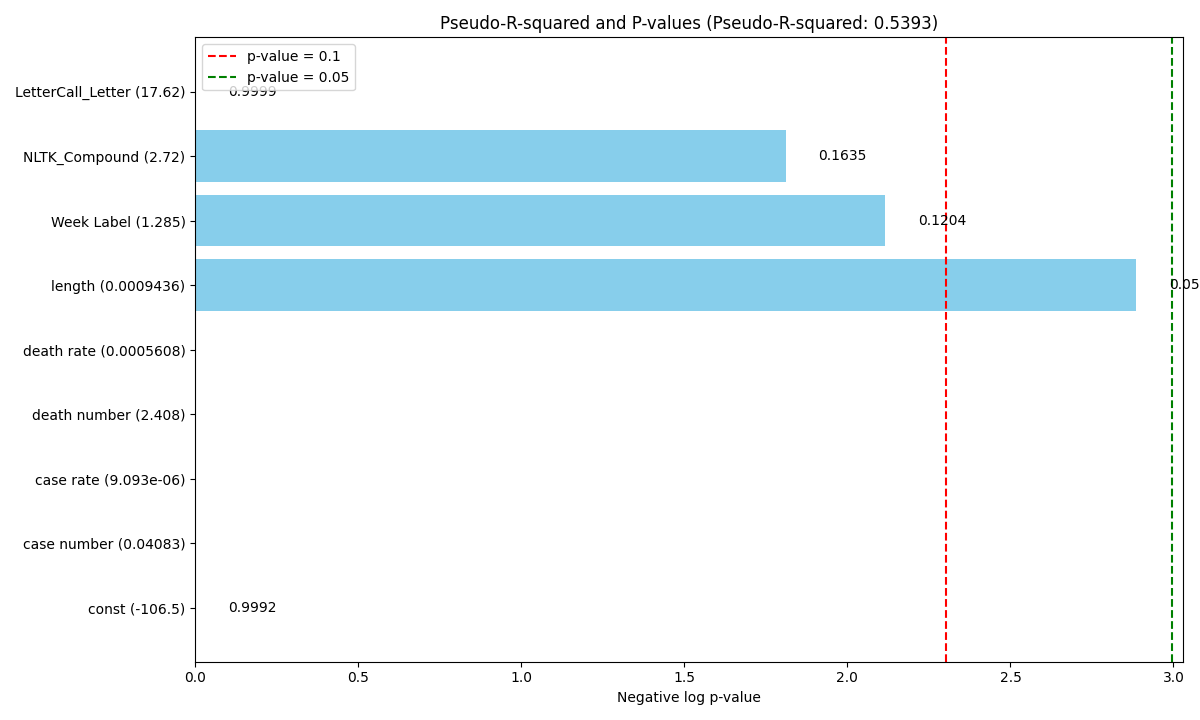 Pseudo-R-squared and P-values (Pseudo-R-squared: 0.5393)
p-value = 0.1
p-value = 0.05
LetterCall_Letter (17.62)
0.9999
NLTK_Compound (2.72)
0.1635
Week Label (1.285)
0.1204
length (0.0009436)
0.05
death rate (0.0005608)
death number (2.408)
case rate (9.093e-06)
case number (0.04083)
const (-106.5)
0.9992
0.0
0.5
1.0
1.5
2.0
2.5
3.0
Negative log p-value